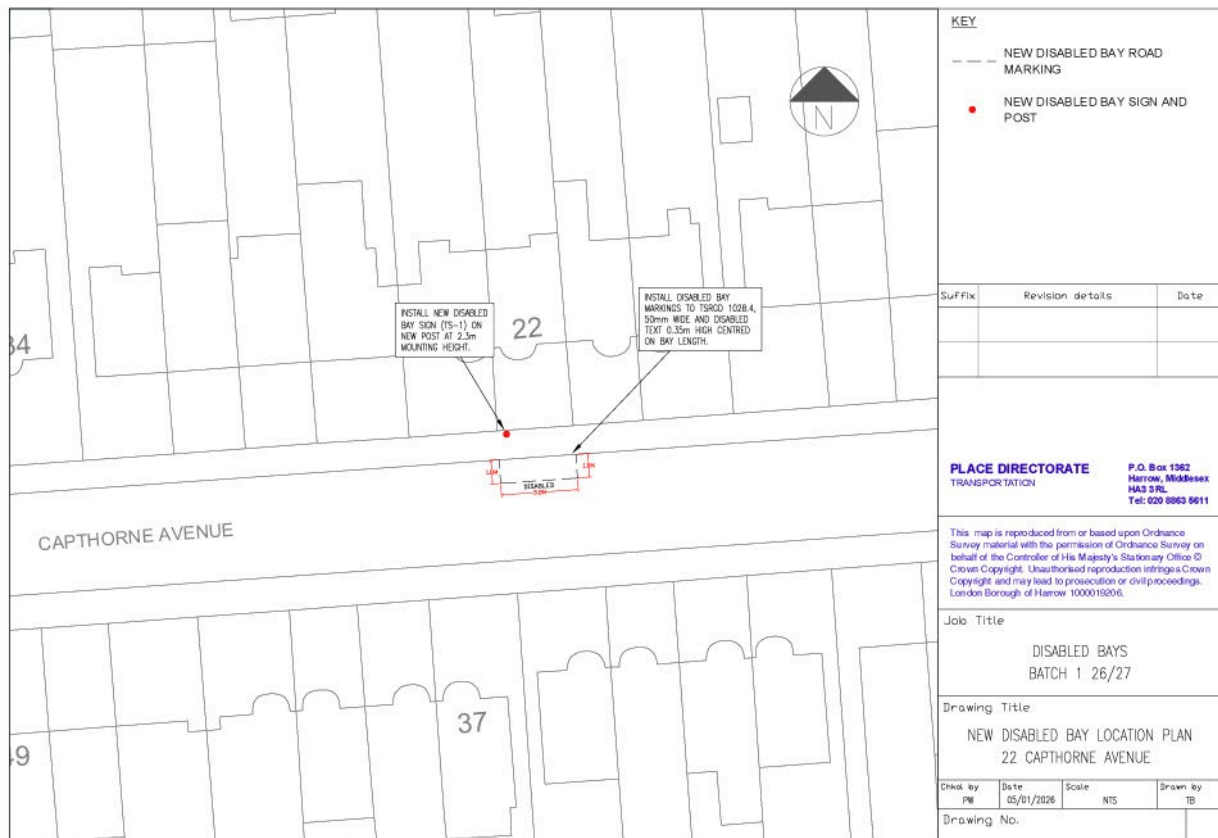 KEY
NEW DISABLED BAY ROAD
MARKING
NEW DISABLED BAY SIGN AND
POST
N
INSTALL NEW DISABLED
BAY SIGN (TS-1) ON
NEW POST AT 2.3m
MOUNTING HEIGHT.
INSTALL DISABLED BAY
MARKINGS TO TSRGD 1028.4,
50mm WIDE AND DISABLED
TEXT 0.35m HIGH CENTRED
ON BAY LENGTH.
22
DISABLED
CAPTHORNE AVENUE
37
Suffix Revision details Date
PLACE DIRECTORATE
TRANSPORTATION
P.O. Box 1362
Harrow, Middlesex
HA3 3RL
Tel: 020 8863 5611
This map is reproduced from or based upon Ordnance
Survey material with the permission of Ordnance Survey on
behalf of the Controller of His Majesty's Stationary Office ©
Crown Copyright. Unauthorised reproduction infringes Crown
Copyright and may lead to prosecution or civil proceedings.
London Borough of Harrow 1000019206.
Job Title
DISABLED BAYS
BATCH 1 26/27
Drawing Title
NEW DISABLED BAY LOCATION PLAN
22 CAPTHORNE AVENUE
Chkd by Date Scale Drawn by
PW 05/01/2026 NTS TB
Drawing No.